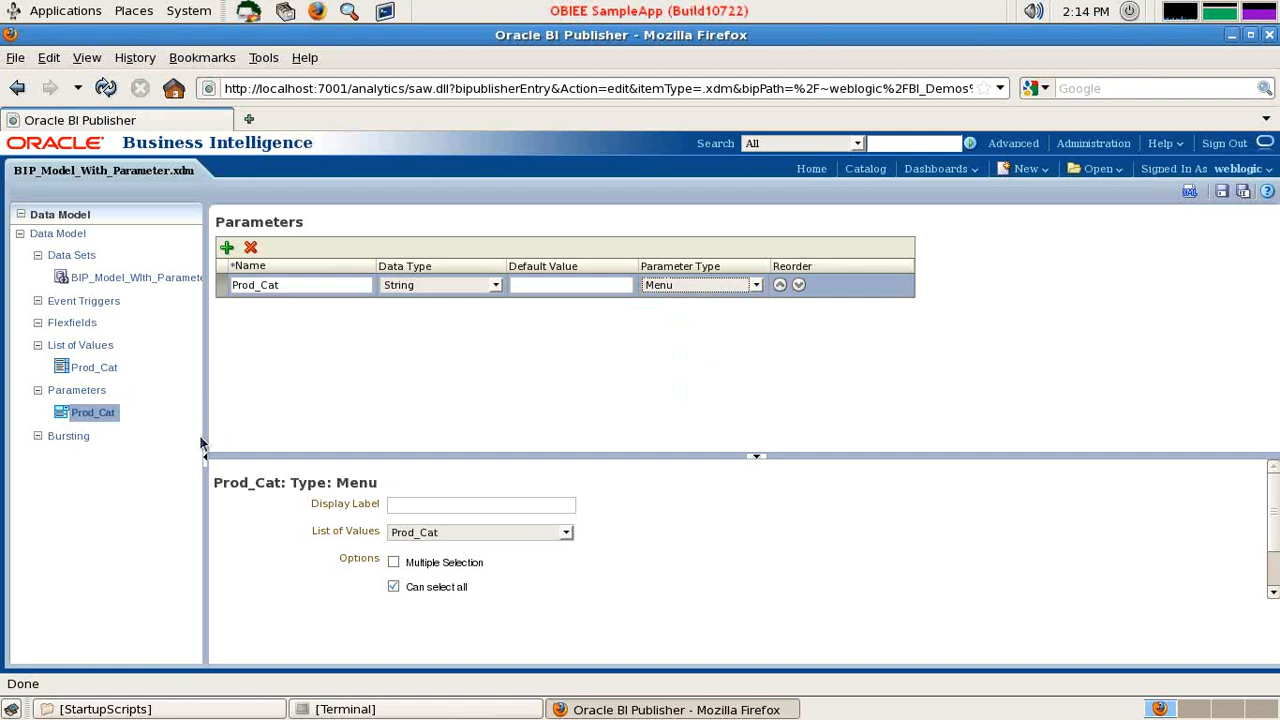 Applications Places System OBIEE SampleApp (Build10722) 2:14 PM
Oracle BI Publisher - Mozilla Firefox
File Edit View History Bookmarks Tools Help
http://localhost:7001/analytics/saw.dll?bipublisherEntry&Action=edit&itemType=.xdm&bipPath=%2F~weblogic%2FBI_Demos% Google
Oracle BI Publisher
ORACLE Business Intelligence Search All Advanced Administration Help Sign Out
BIP_Model_With_Parameter.xdm Home Catalog Dashboards New Open Signed In As weblogic
XML
Data Model
Data Model
Data Sets
BIP_Model_With_Paramete
Event Triggers
Flexfields
List of Values
Prod_Cat
Parameters
Prod_Cat
Bursting
Parameters
*Name Data Type Default Value Parameter Type Reorder
Prod_Cat String Menu
Prod_Cat: Type: Menu
Display Label
List of Values Prod_Cat
Options Multiple Selection
Can select all
Done
[StartupScripts] [Terminal] Oracle BI Publisher - Mozilla Firefox